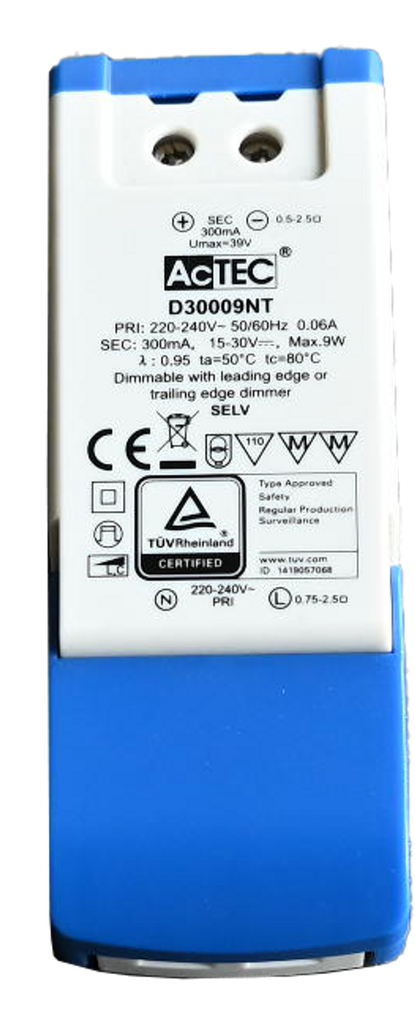 + SEC - 0.5-2.5▢
300mA
Umax=39V
ACTEC®
D30009NT
PRI: 220-240V~ 50/60Hz 0.06A
SEC: 300mA, 15-30V⎓, Max.9W
λ: 0.95 ta=50°C tc=80°C
Dimmable with leading edge or
trailing edge dimmer
SELV
CE 110 M M
TÜVRheinland®
CERTIFIED
Type Approved
Safety
Regular Production
Surveillance
www.tuv.com
ID 1419057068
L,C
N 220-240V~ L 0.75-2.5▢
PRI